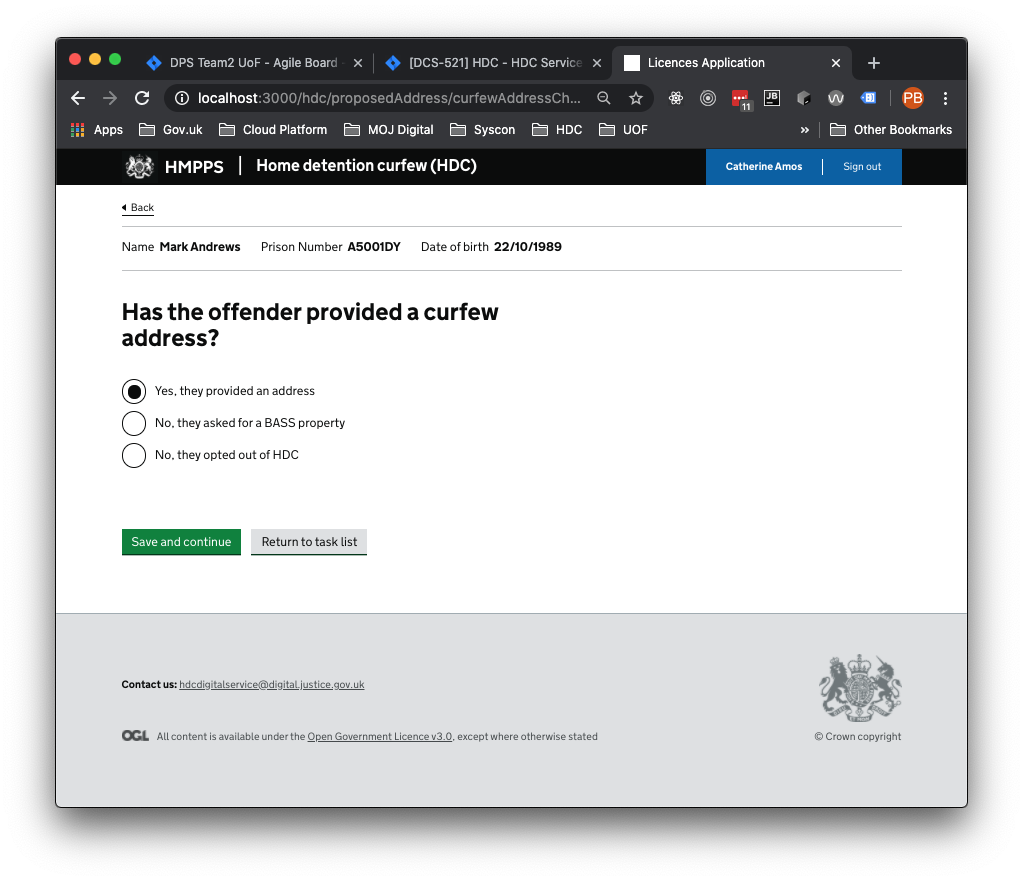 DPS Team2 UoF - Agile Board -
[DCS-521] HDC - HDC Service
Licences Application
localhost:3000/hdc/proposedAddress/curfewAddressCh...
11
JB
PB
Apps
Gov.uk
Cloud Platform
MOJ Digital
Syscon
HDC
UOF
»
Other Bookmarks
HMPPS | Home detention curfew (HDC)
Catherine Amos
Sign out
Back
Name Mark Andrews Prison Number A5001DY Date of birth 22/10/1989
Has the offender provided a curfew
address?
Yes, they provided an address
No, they asked for a BASS property
No, they opted out of HDC
Save and continue
Return to task list
Contact us: hdcdigitalservice@digital.justice.gov.uk
OGL All content is available under the Open Government Licence v3.0, except where otherwise stated
© Crown copyright